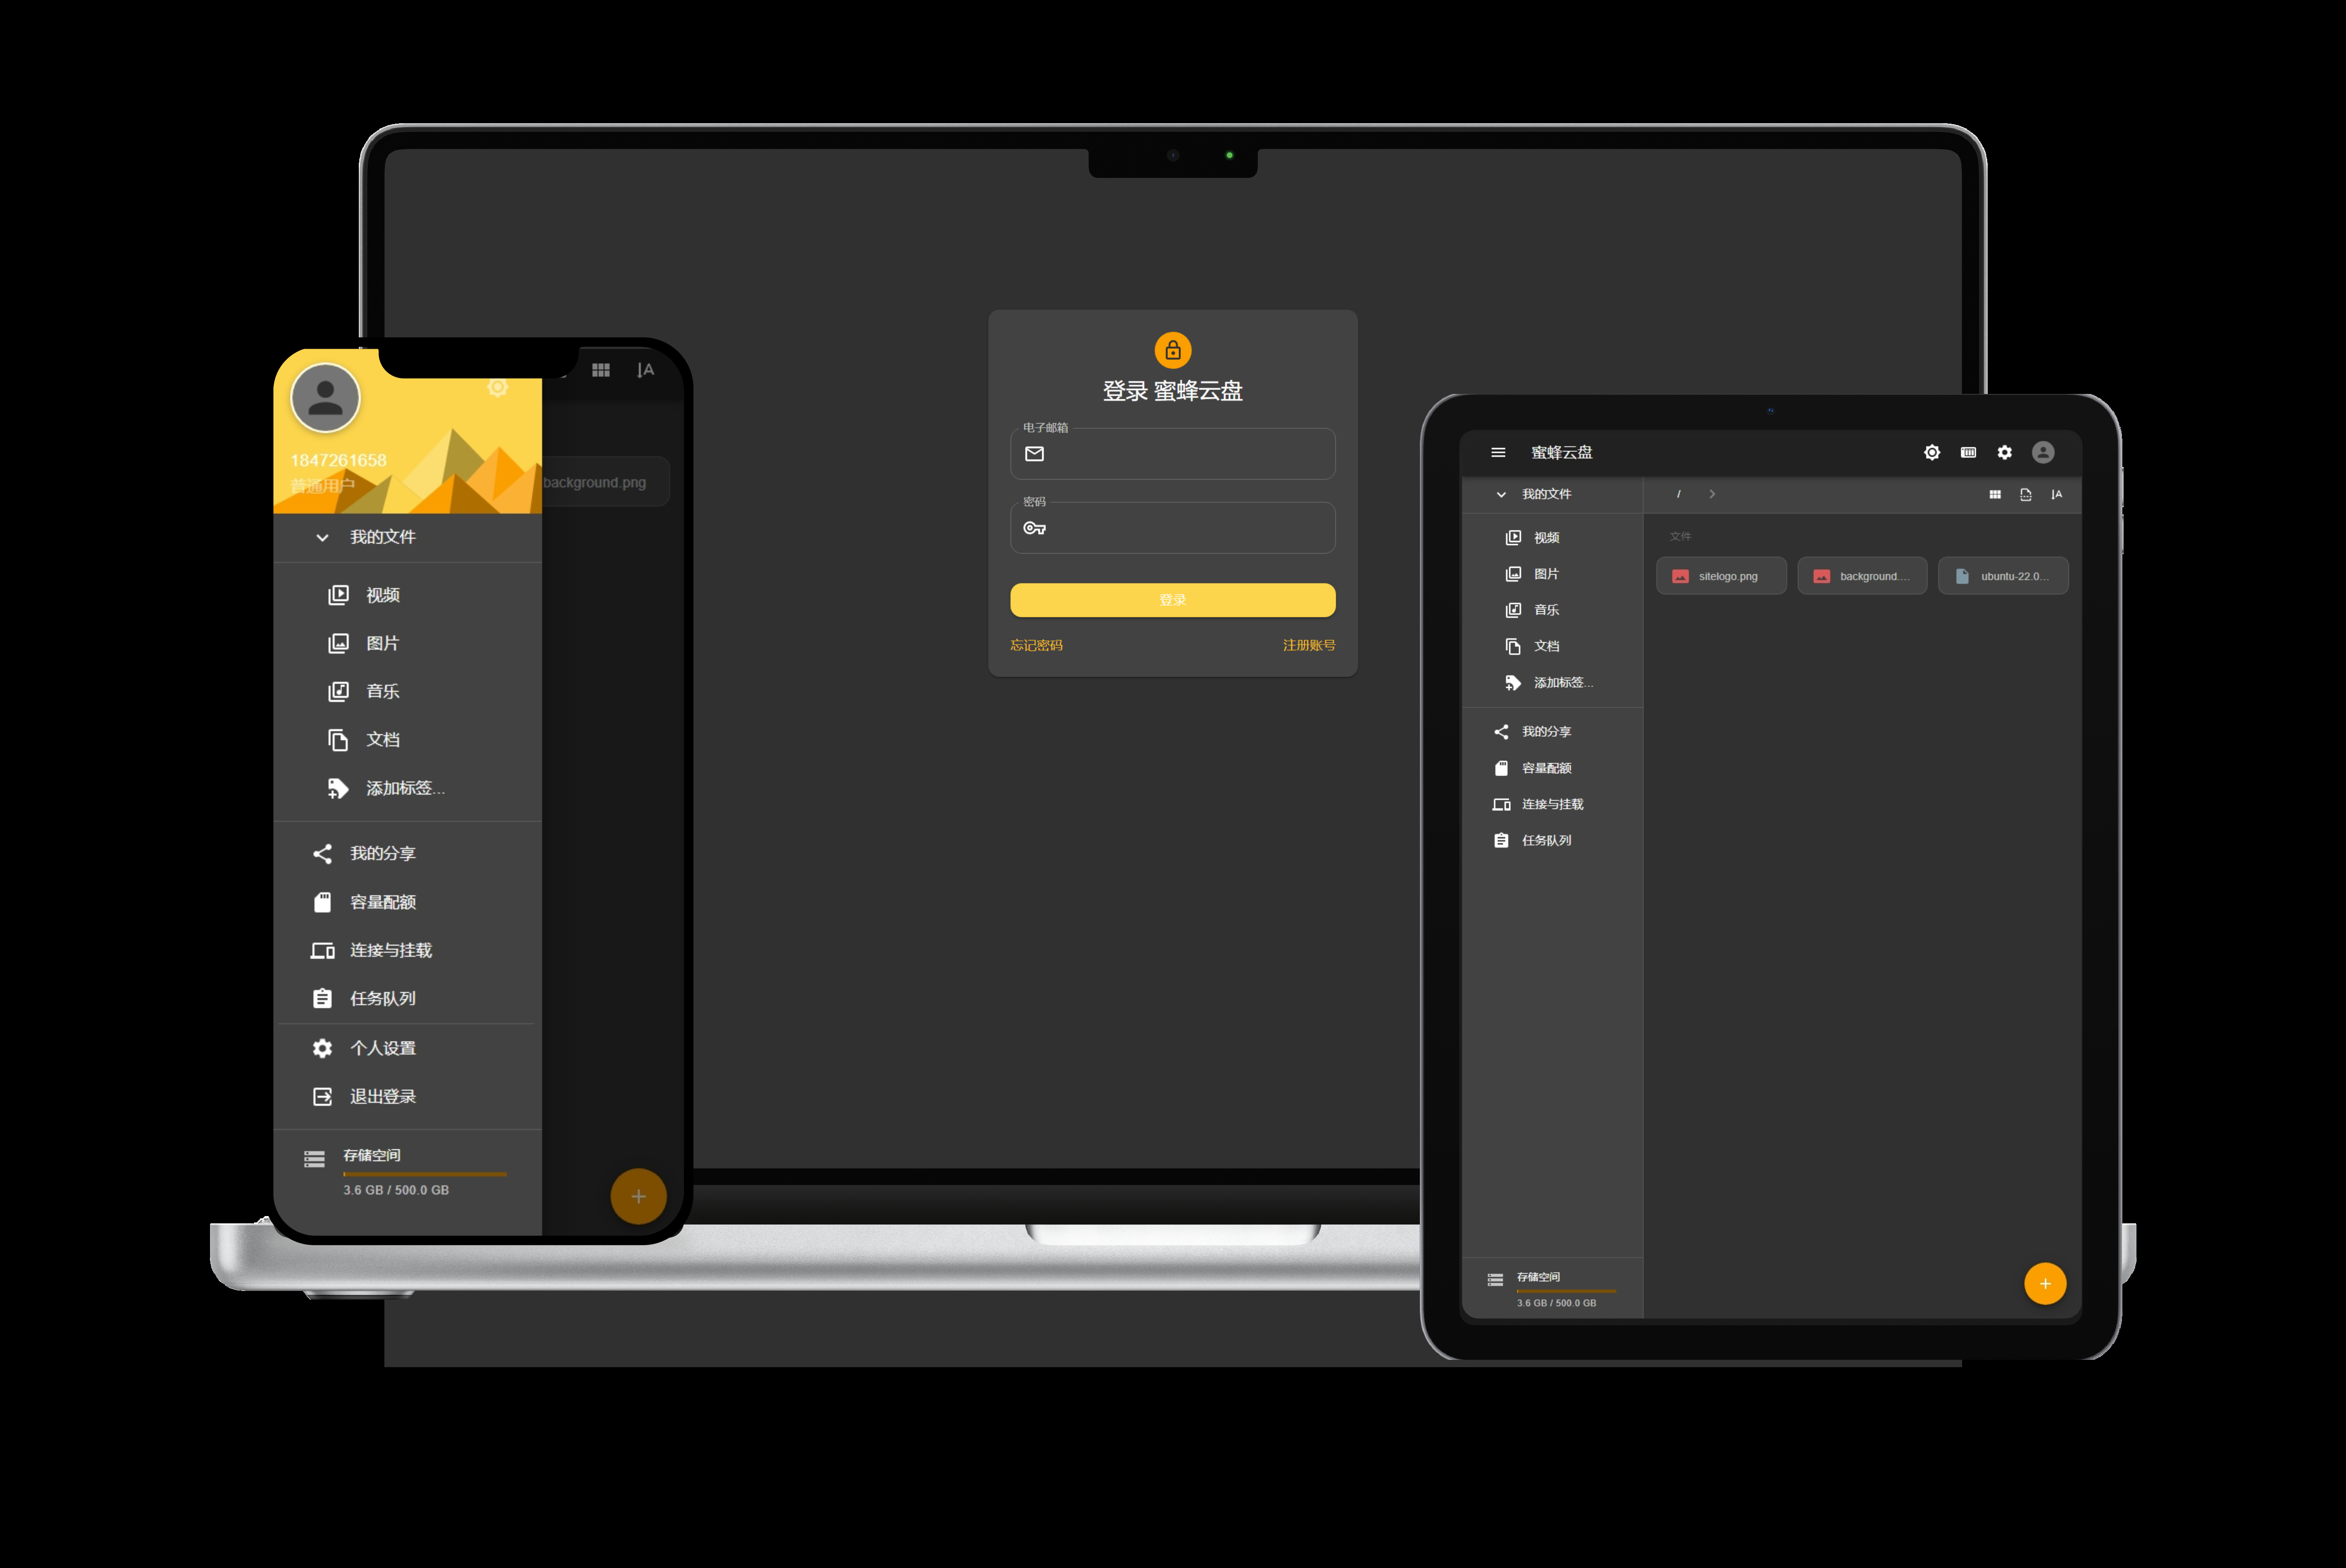 1847261658
普通用户
background.png
我的文件
视频
图片
音乐
文档
添加标签...
我的分享
容量配额
连接与挂载
任务队列
个人设置
退出登录
存储空间
3.6 GB / 500.0 GB
登录 蜜蜂云盘
电子邮箱
密码
登录
忘记密码 注册账号
蜜蜂云盘
我的文件 / >
文件
sitelogo.png background.... ubuntu-22.0...
视频
图片
音乐
文档
添加标签...
我的分享
容量配额
连接与挂载
任务队列
存储空间
3.6 GB / 500.0 GB